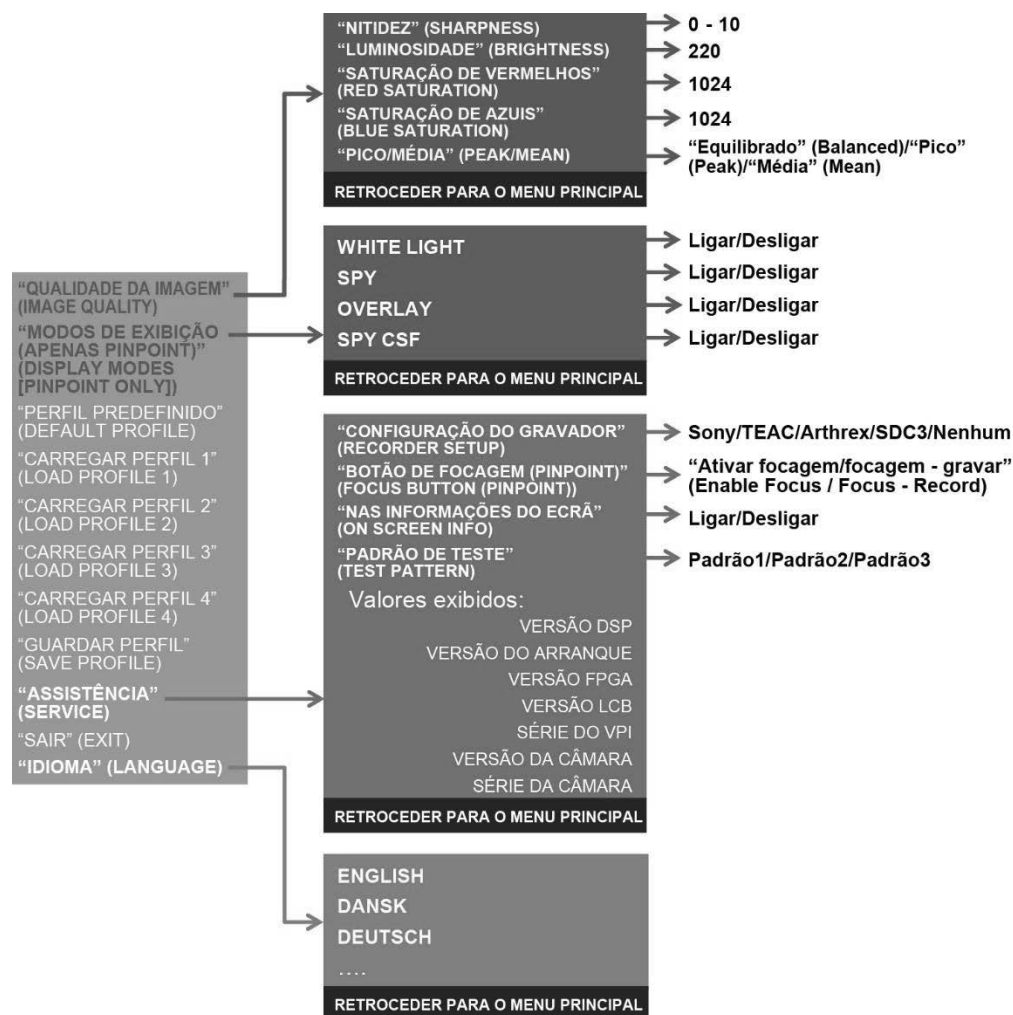 “QUALIDADE DA IMAGEM”
(IMAGE QUALITY)
“MODOS DE EXIBIÇÃO
(APENAS PINPOINT)”
(DISPLAY MODES
[PINPOINT ONLY])
“PERFIL PREDEFINIDO”
(DEFAULT PROFILE)
“CARREGAR PERFIL 1”
(LOAD PROFILE 1)
“CARREGAR PERFIL 2”
(LOAD PROFILE 2)
“CARREGAR PERFIL 3”
(LOAD PROFILE 3)
“CARREGAR PERFIL 4”
(LOAD PROFILE 4)
“GUARDAR PERFIL”
(SAVE PROFILE)
“ASSISTÊNCIA”
(SERVICE)
“SAIR” (EXIT)
“IDIOMA” (LANGUAGE)
“NITIDEZ” (SHARPNESS)
0 - 10
“LUMINOSIDADE” (BRIGHTNESS)
220
“SATURAÇÃO DE VERMELHOS”
(RED SATURATION)
1024
“SATURAÇÃO DE AZUIS”
(BLUE SATURATION)
1024
“PICO/MÉDIA” (PEAK/MEAN)
“Equilibrado” (Balanced)/“Pico”
(Peak)/“Média” (Mean)
RETROCEDER PARA O MENU PRINCIPAL
WHITE LIGHT
Ligar/Desligar
SPY
Ligar/Desligar
OVERLAY
Ligar/Desligar
SPY CSF
Ligar/Desligar
RETROCEDER PARA O MENU PRINCIPAL
“CONFIGURAÇÃO DO GRAVADOR”
(RECORDER SETUP)
Sony/TEAC/Arthrex/SDC3/Nenhum
“BOTÃO DE FOCAGEM (PINPOINT)”
(FOCUS BUTTON (PINPOINT))
“Ativar focagem/focagem - gravar”
(Enable Focus / Focus - Record)
“NAS INFORMAÇÕES DO ECRÔ
(ON SCREEN INFO)
Ligar/Desligar
“PADRÃO DE TESTE”
(TEST PATTERN)
Padrão1/Padrão2/Padrão3
Valores exibidos:
VERSÃO DSP
VERSÃO DO ARRANQUE
VERSÃO FPGA
VERSÃO LCB
SÉRIE DO VPI
VERSÃO DA CÂMARA
SÉRIE DA CÂMARA
RETROCEDER PARA O MENU PRINCIPAL
ENGLISH
DANSK
DEUTSCH
....
RETROCEDER PARA O MENU PRINCIPAL